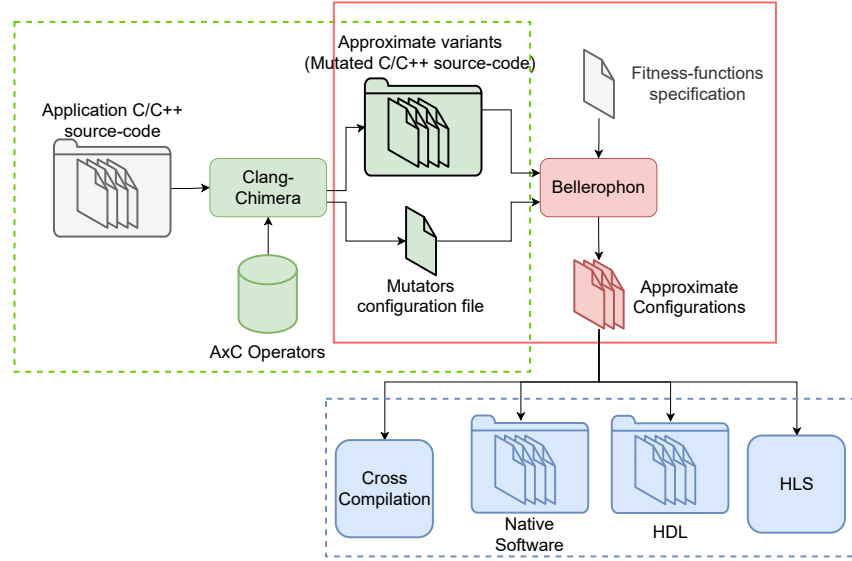 Approximate variants
(Mutated C/C++ source-code)
Fitness-functions
specification
Application C/C++
source-code
Clang-
Chimera
Bellerophon
Mutators
configuration file
Approximate
Configurations
AxC Operators
Cross
Compilation
Native
Software
HDL
HLS